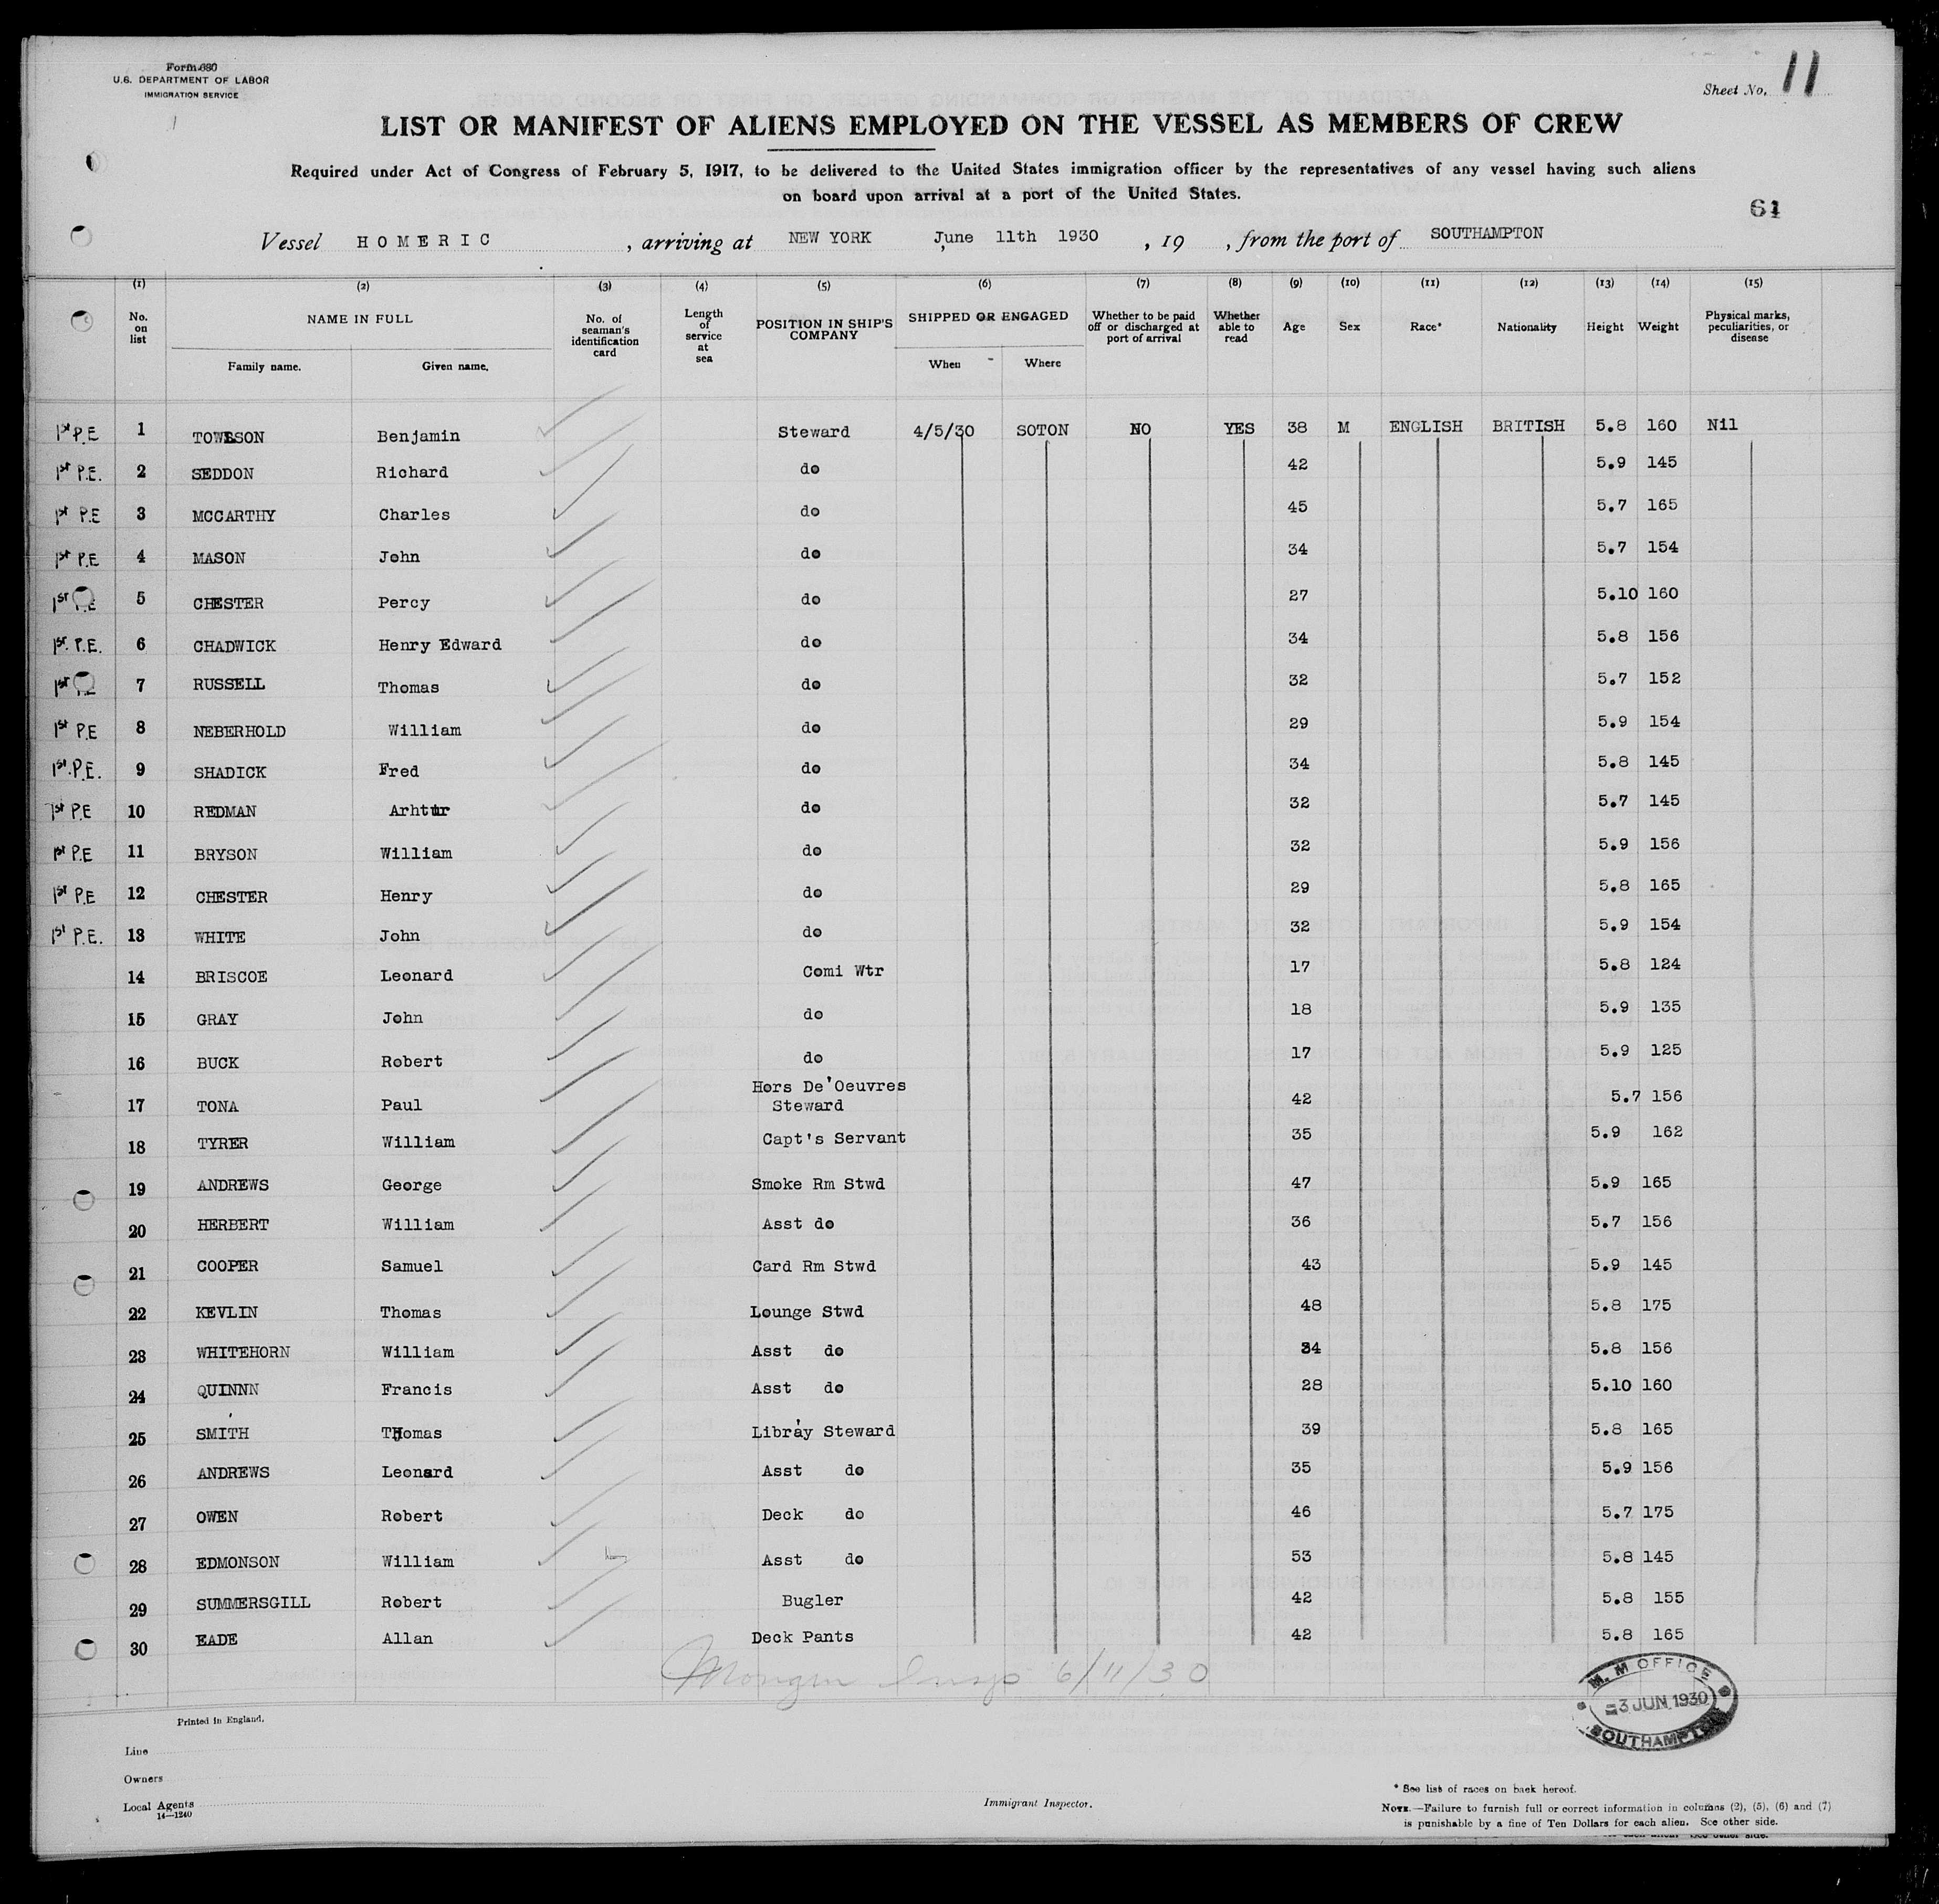 Form 680
U.S. DEPARTMENT OF LABOR
IMMIGRATION SERVICE
Sheet No. 11
LIST OR MANIFEST OF ALIENS EMPLOYED ON THE VESSEL AS MEMBERS OF CREW
Required under Act of Congress of February 5, 1917, to be delivered to the United States immigration officer by the representatives of any vessel having such aliens
on board upon arrival at a port of the United States.
61
Vessel HOMERIC, arriving at NEW YORK June 11th 1930, 19 , from the port of SOUTHAMPTON
(1) (2) (3) (4) (5) (6) (7) (8) (9) (10) (11) (12) (13) (14) (15)
No. on list NAME IN FULL Family name. Given name. No. of seaman's identification card Length of service at sea POSITION IN SHIP'S COMPANY SHIPPED OR ENGAGED When Where Whether to be paid off or discharged at port of arrival Whether able to read Age Sex Race* Nationality Height Weight Physical marks, peculiarities, or disease
1st P.E 1 TOWSON Benjamin Steward 4/5/30 SOTON NO YES 38 M ENGLISH BRITISH 5.8 160 Nil
1st P.E. 2 SEDDON Richard do 42 5.9 145
1st P.E 3 MCCARTHY Charles do 45 5.7 165
1st P.E 4 MASON John do 34 5.7 154
1st 5 CHESTER Percy do 27 5.10 160
1st. P.E. 6 CHADWICK Henry Edward do 34 5.8 156
1st 7 RUSSELL Thomas do 32 5.7 152
1st P.E 8 NEBERHOLD William do 29 5.9 154
1st.P.E. 9 SHADICK Fred do 34 5.8 145
1st P.E 10 REDMAN Arhtur do 32 5.7 145
1st P.E 11 BRYSON William do 32 5.9 156
1st P.E 12 CHESTER Henry do 29 5.8 165
1st P.E. 13 WHITE John do 32 5.9 154
14 BRISCOE Leonard Comi Wtr 17 5.8 124
15 GRAY John do 18 5.9 135
16 BUCK Robert do 17 5.9 125
17 TONA Paul Hors De'Oeuvres Steward 42 5.7 156
18 TYRER William Capt's Servant 35 5.9 162
19 ANDREWS George Smoke Rm Stwd 47 5.9 165
20 HERBERT William Asst do 36 5.7 156
21 COOPER Samuel Card Rm Stwd 43 5.9 145
22 KEVLIN Thomas Lounge Stwd 48 5.8 175
23 WHITEHORN William Asst do 34 5.8 156
24 QUINNN Francis Asst do 28 5.10 160
25 SMITH Thomas Libray Steward 39 5.8 165
26 ANDREWS Leonard Asst do 35 5.9 156
27 OWEN Robert Deck do 46 5.7 175
28 EDMONSON William Asst do 53 5.8 145
29 SUMMERSGILL Robert Bugler 42 5.8 155
30 EADE Allan Deck Pants 42 5.8 165
Insp 6/11/30
M. M OFFICE
3 JUN 1930
SOUTHAMPTON
Printed in England.
Line
Owners
Local Agents
14—1240
Immigrant Inspector.
* See list of races on back hereof.
NOTE.—Failure to furnish full or correct information in columns (2), (5), (6) and (7)
is punishable by a fine of Ten Dollars for each alien. See other side.